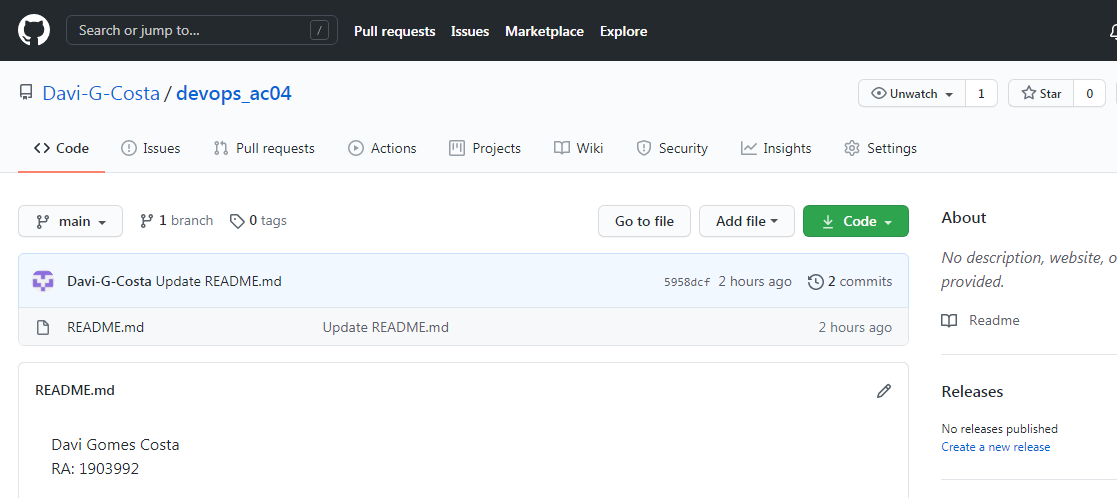 Search or jump to... /
Pull requests Issues Marketplace Explore
Davi-G-Costa / devops_ac04
Unwatch 1 Star 0
Code Issues Pull requests Actions Projects Wiki Security Insights Settings
main 1 branch 0 tags Go to file Add file Code
Davi-G-Costa Update README.md 5958dcf 2 hours ago 2 commits
README.md Update README.md 2 hours ago
README.md
Davi Gomes Costa
RA: 1903992
About
No description, website, o
provided.
Readme
Releases
No releases published
Create a new release